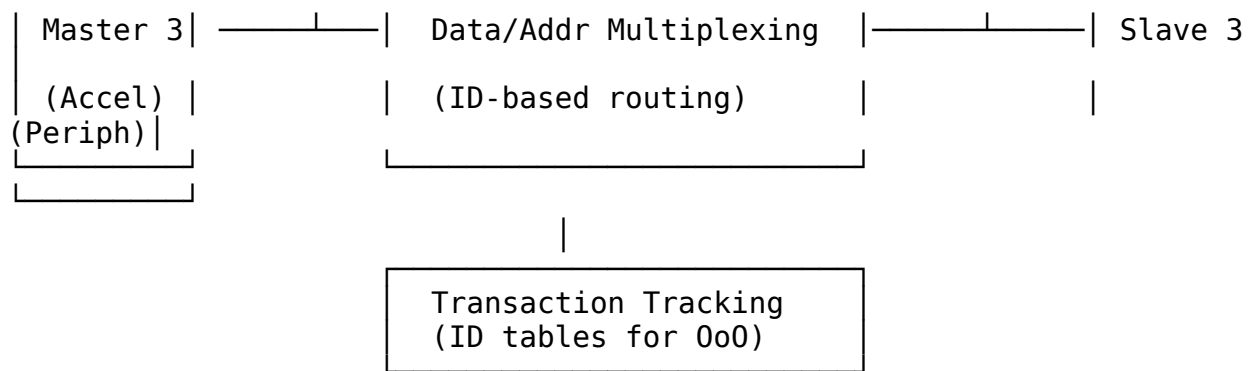 Master 3 Data/Addr Multiplexing Slave 3
(Accel) (ID-based routing)
(Periph)
Transaction Tracking
(ID tables for OoO)